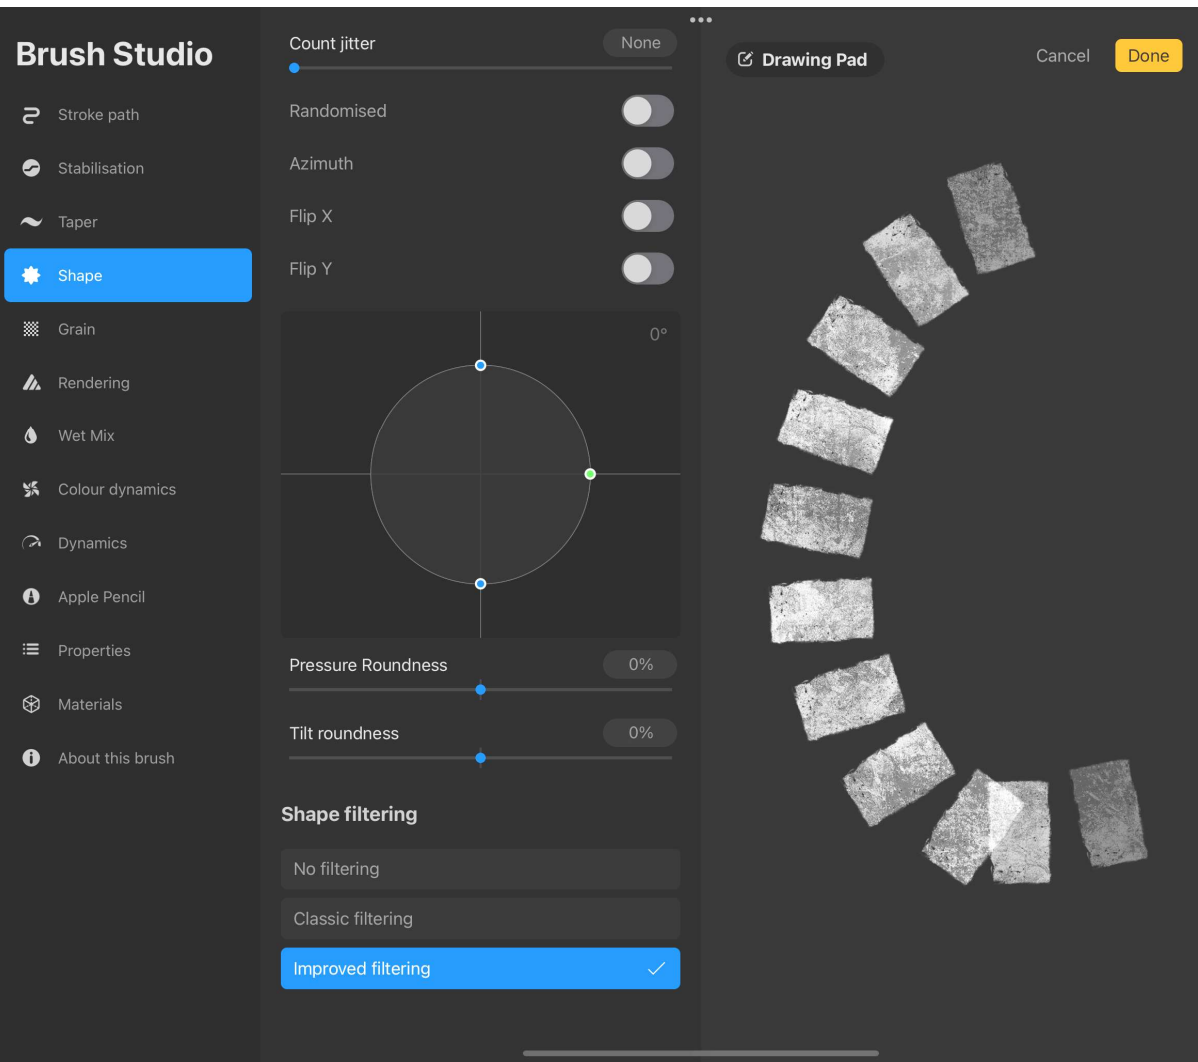 Brush Studio
Stroke path
Stabilisation
Taper
Shape
Grain
Rendering
Wet Mix
Colour dynamics
Dynamics
Apple Pencil
Properties
Materials
About this brush
Count jitter None
Randomised
Azimuth
Flip X
Flip Y
0°
Pressure Roundness 0%
Tilt roundness 0%
Shape filtering
No filtering
Classic filtering
Improved filtering
Drawing Pad
Cancel
Done